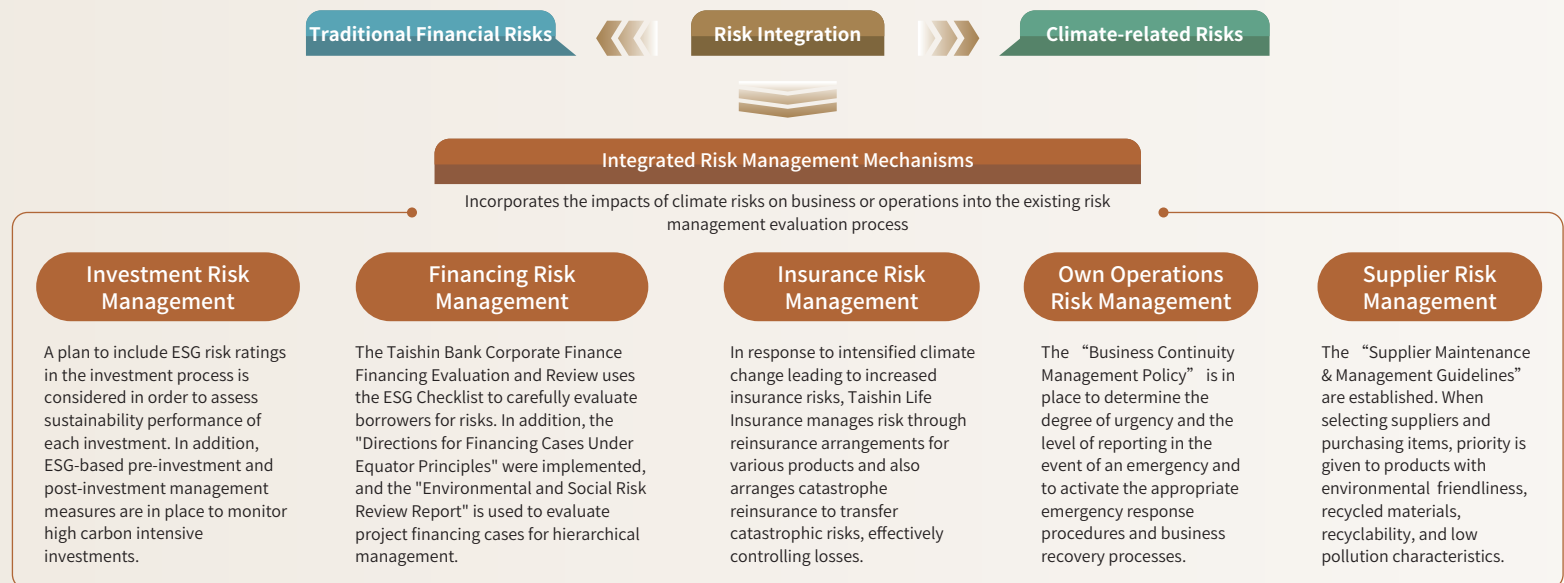 Traditional Financial Risks
Risk Integration
Climate-related Risks
Integrated Risk Management Mechanisms
Incorporates the impacts of climate risks on business or operations into the existing risk
management evaluation process
Investment Risk
Management
A plan to include ESG risk ratings
in the investment process is
considered in order to assess
sustainability performance of
each investment. In addition,
ESG-based pre-investment and
post-investment management
measures are in place to monitor
high carbon intensive
investments.
Financing Risk
Management
The Taishin Bank Corporate Finance
Financing Evaluation and Review uses
the ESG Checklist to carefully evaluate
borrowers for risks. In addition, the
"Directions for Financing Cases Under
Equator Principles" were implemented,
and the "Environmental and Social Risk
Review Report" is used to evaluate
project financing cases for hierarchical
management.
Insurance Risk
Management
In response to intensified climate
change leading to increased
insurance risks, Taishin Life
Insurance manages risk through
reinsurance arrangements for
various products and also
arranges catastrophe
reinsurance to transfer
catastrophic risks, effectively
controlling losses.
Own Operations
Risk Management
The “Business Continuity
Management Policy” is in
place to determine the
degree of urgency and the
level of reporting in the
event of an emergency and
to activate the appropriate
emergency response
procedures and business
recovery processes.
Supplier Risk
Management
The “Supplier Maintenance
& Management Guidelines”
are established. When
selecting suppliers and
purchasing items, priority is
given to products with
environmental friendliness,
recycled materials,
recyclability, and low
pollution characteristics.